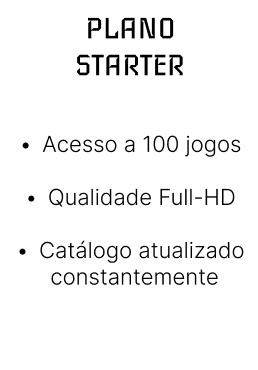 PLANO
STARTER
• Acesso a 100 jogos
• Qualidade Full-HD
• Catálogo atualizado
constantemente